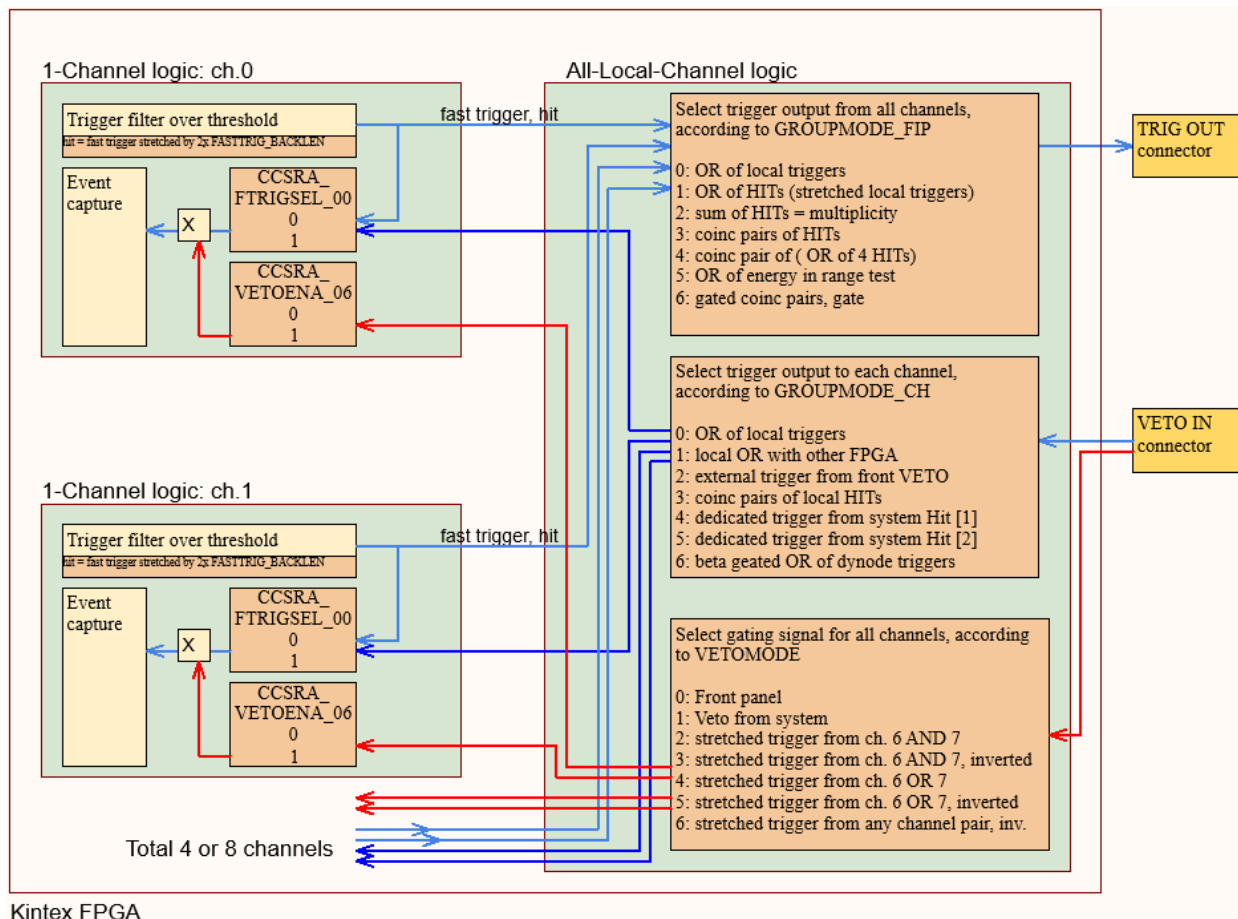 1-Channel logic: ch.0
Trigger filter over threshold
hit = fast trigger stretched by 2x FASTTRIG_BACKLEN
Event
capture
X
CCSRA_
FTRIGSEL_00
0
1
CCSRA_
VETOENA_06
0
1
fast trigger, hit
All-Local-Channel logic
Select trigger output from all channels,
according to GROUPMODE_FIP
0: OR of local triggers
1: OR of HITs (stretched local triggers)
2: sum of HITs = multiplicity
3: coinc pairs of HITs
4: coinc pair of ( OR of 4 HITs)
5: OR of energy in range test
6: gated coinc pairs, gate
TRIG OUT
connector
Select trigger output to each channel,
according to GROUPMODE_CH
0: OR of local triggers
1: local OR with other FPGA
2: external trigger from front VETO
3: coinc pairs of local HITs
4: dedicated trigger from system Hit [1]
5: dedicated trigger from system Hit [2]
6: beta geated OR of dynode triggers
VETO IN
connector
1-Channel logic: ch.1
Trigger filter over threshold
hit = fast trigger stretched by 2x FASTTRIG_BACKLEN
Event
capture
X
CCSRA_
FTRIGSEL_00
0
1
CCSRA_
VETOENA_06
0
1
fast trigger, hit
Select gating signal for all channels, according
to VETOMODE
0: Front panel
1: Veto from system
2: stretched trigger from ch. 6 AND 7
3: stretched trigger from ch. 6 AND 7, inverted
4: stretched trigger from ch. 6 OR 7
5: stretched trigger from ch. 6 OR 7, inverted
6: stretched trigger from any channel pair, inv.
Total 4 or 8 channels
Kintex FPGA